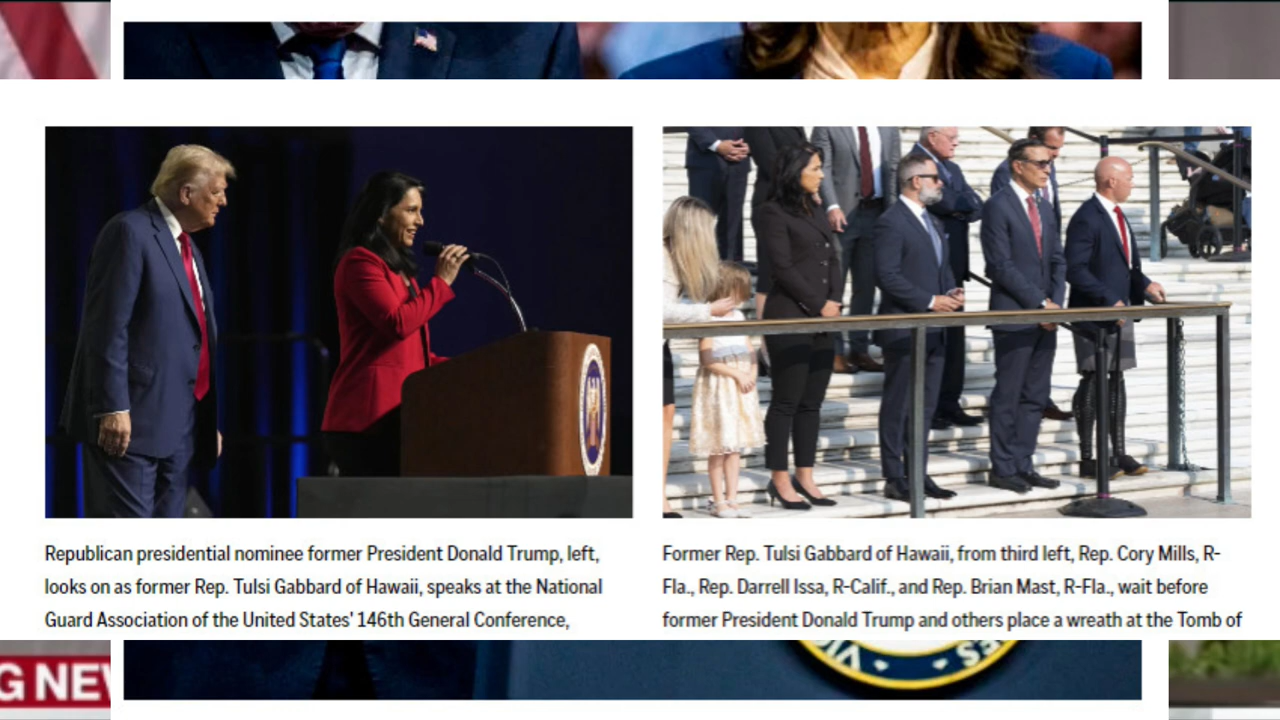 Republican presidential nominee former President Donald Trump, left,
looks on as former Rep. Tulsi Gabbard of Hawaii, speaks at the National
Guard Association of the United States' 146th General Conference,
Former Rep. Tulsi Gabbard of Hawaii, from third left, Rep. Cory Mills, R-
Fla., Rep. Darrell Issa, R-Calif., and Rep. Brian Mast, R-Fla., wait before
former President Donald Trump and others place a wreath at the Tomb of
G NEW